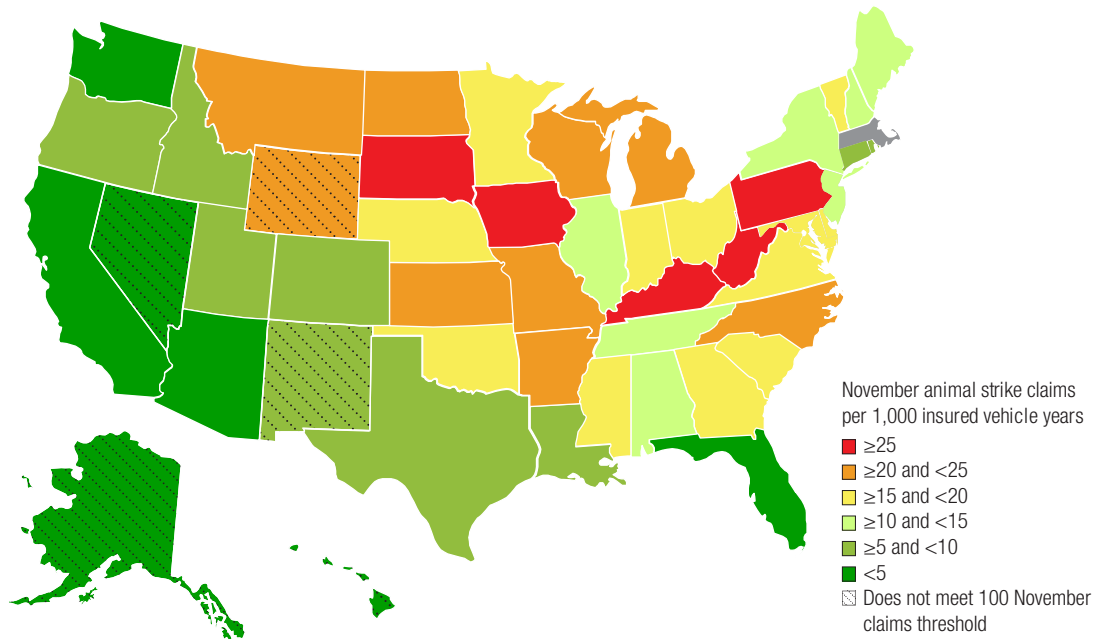 November animal strike claims
per 1,000 insured vehicle years
≥25
≥20 and <25
≥15 and <20
≥10 and <15
≥5 and <10
<5
Does not meet 100 November
claims threshold